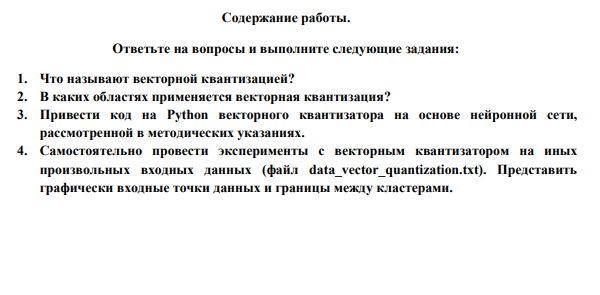 Содержание работы.
Ответьте на вопросы и выполните следующие задания:
1. Что называют векторной квантизацией?
2. В каких областях применяется векторная квантизация?
3. Привести код на Python векторного квантизатора на основе нейронной сети,
рассмотренной в методических указаниях.
4. Самостоятельно провести эксперименты с векторным квантизатором на иных
произвольных входных данных (файл data_vector_quantization.txt). Представить
графически входные точки данных и границы между кластерами.